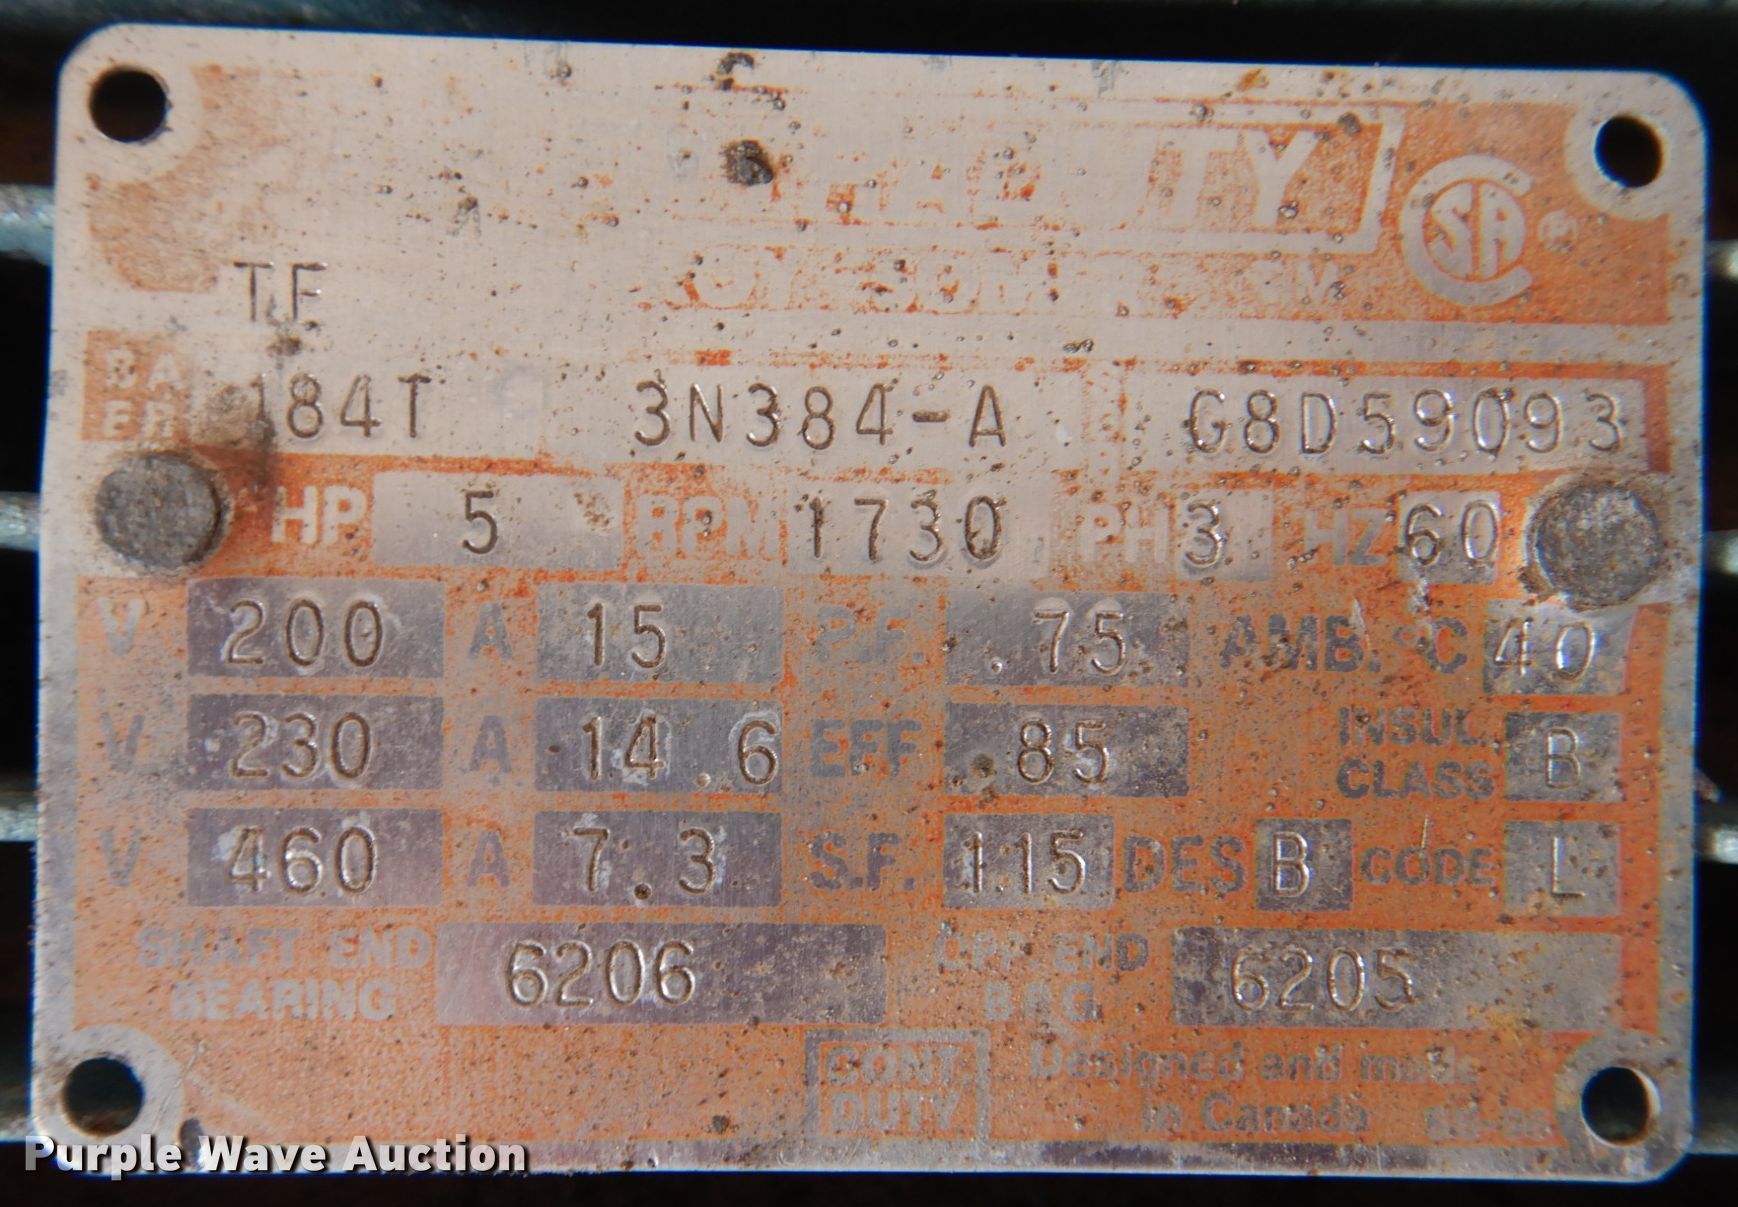 CSA
TF
184T 3N384-A G8D59093
HP 5 RPM 1730 PH 3 HZ 60
V 200 A 15 P.F. .75 AMB. °C 40
V 230 A 14.6 EFF .85 INSUL. CLASS B
V 460 A 7.3 S.F. 1.15 DES B CODE L
SHAFT END BEARING 6206 OPP END BRG 6205
CONT. DUTY
Designed and made
in Canada
Purple Wave Auction